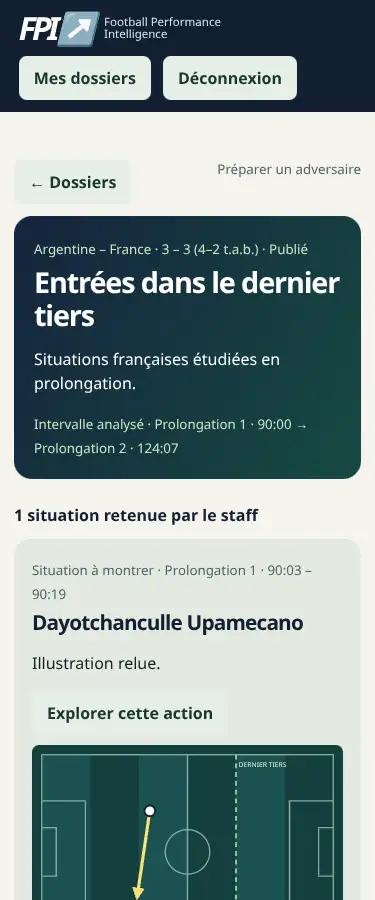 FPI↗ Football Performance
Intelligence
Mes dossiers Déconnexion
← Dossiers Préparer un adversaire
Argentine – France · 3 – 3 (4–2 t.a.b.) · Publié
Entrées dans le dernier
tiers
Situations françaises étudiées en
prolongation.
Intervalle analysé · Prolongation 1 · 90:00 →
Prolongation 2 · 124:07
1 situation retenue par le staff
Situation à montrer · Prolongation 1 · 90:03 –
90:19
Dayotchanculle Upamecano
Illustration relue.
Explorer cette action
DERNIER TIERS